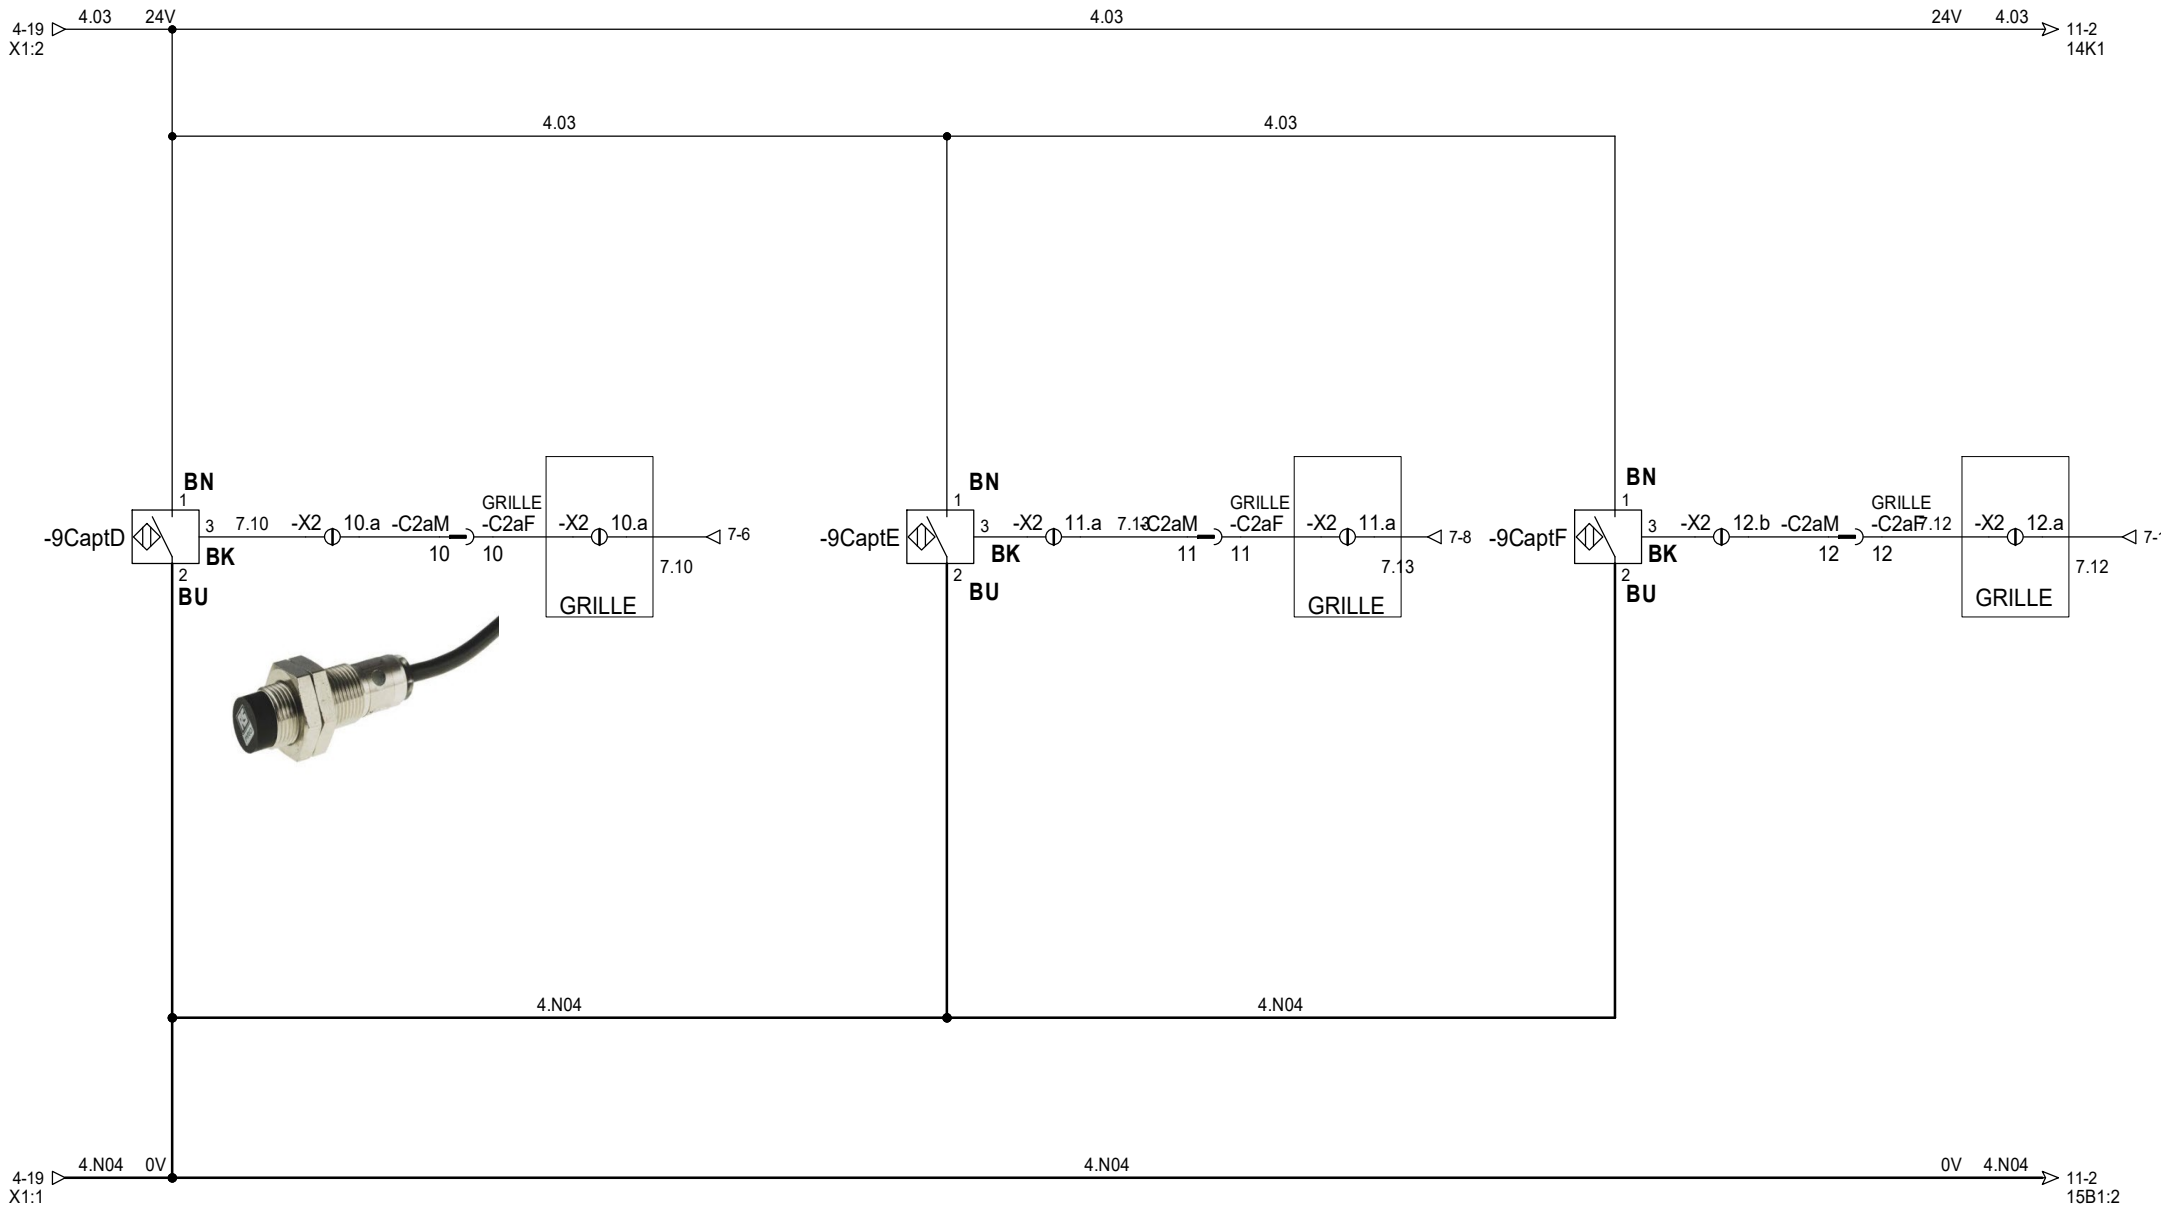 4.03 24V 4.03 24V 4.03
4-19 11-2
X1:2 14K1
4.03 4.03
BN BN BN
1 1 1
-9CaptD 3 7.10 -X2 10.a -C2aM GRILLE -C2aF -X2 10.a 7-6
BK 10 10 7.10
2
BU GRILLE
-9CaptE 3 -X2 11.a 7.13 -C2aM GRILLE -C2aF -X2 11.a 7-8
BK 11 11 7.13
2
BU GRILLE
-9CaptF 3 -X2 12.b -C2aM GRILLE -C2aF 7.12 -X2 12.a
BK 12 12 7.12
2
BU GRILLE
4.N04 4.N04
4.N04 0V 4.N04 0V 4.N04
4-19 11-2
X1:1 15B1:2